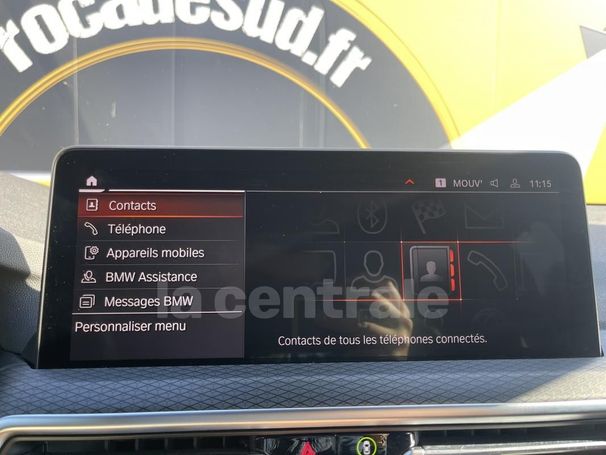 rocadesud.fr
1 MOUV' 11:15
Contacts
Téléphone
Appareils mobiles
BMW Assistance
Messages BMW
la centrale
Personnaliser menu
Contacts de tous les téléphones connectés.